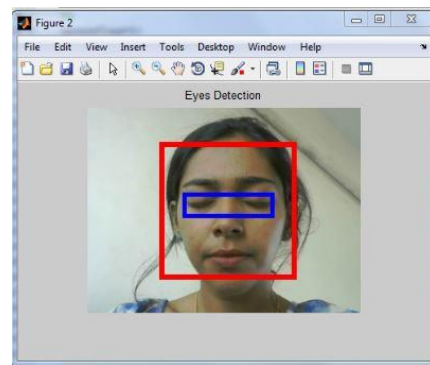 Figure 2
File Edit View Insert Tools Desktop Window Help
Eyes Detection